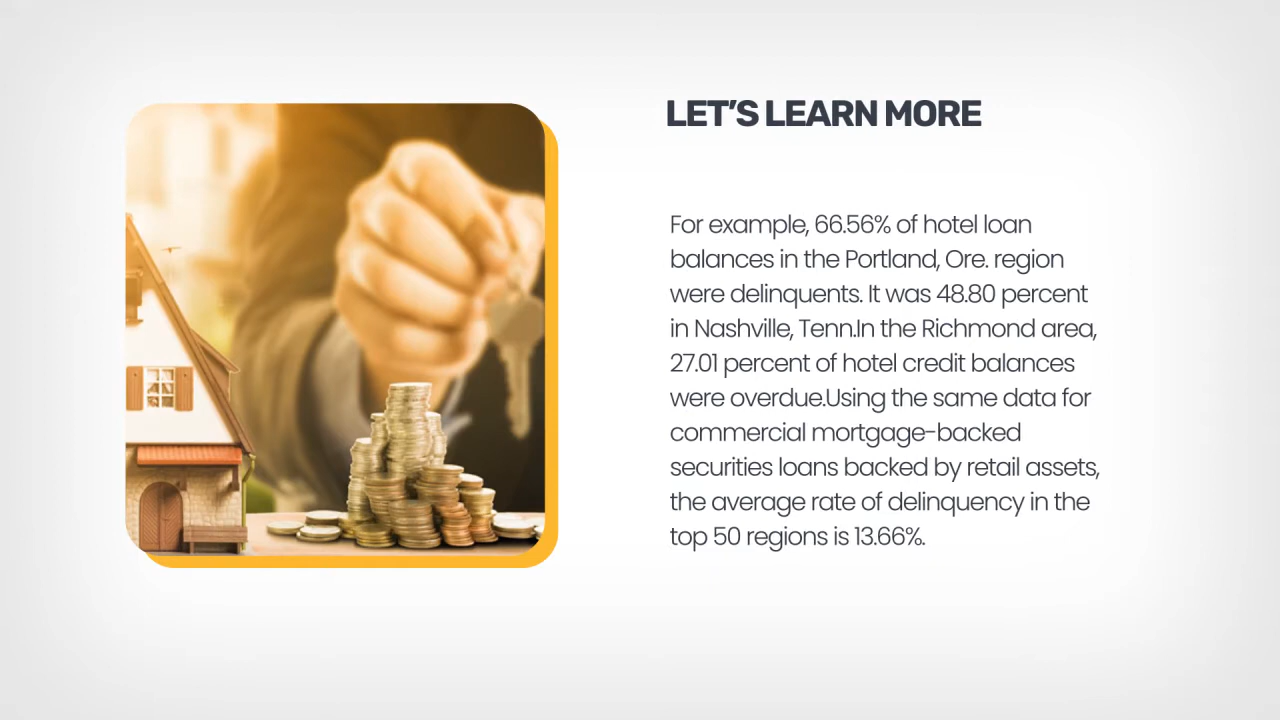 LET'S LEARN MORE
For example, 66.56% of hotel loan
balances in the Portland, Ore. region
were delinquents. It was 48.80 percent
in Nashville, Tenn.In the Richmond area,
27.01 percent of hotel credit balances
were overdue.Using the same data for
commercial mortgage-backed
securities loans backed by retail assets,
the average rate of delinquency in the
top 50 regions is 13.66%.